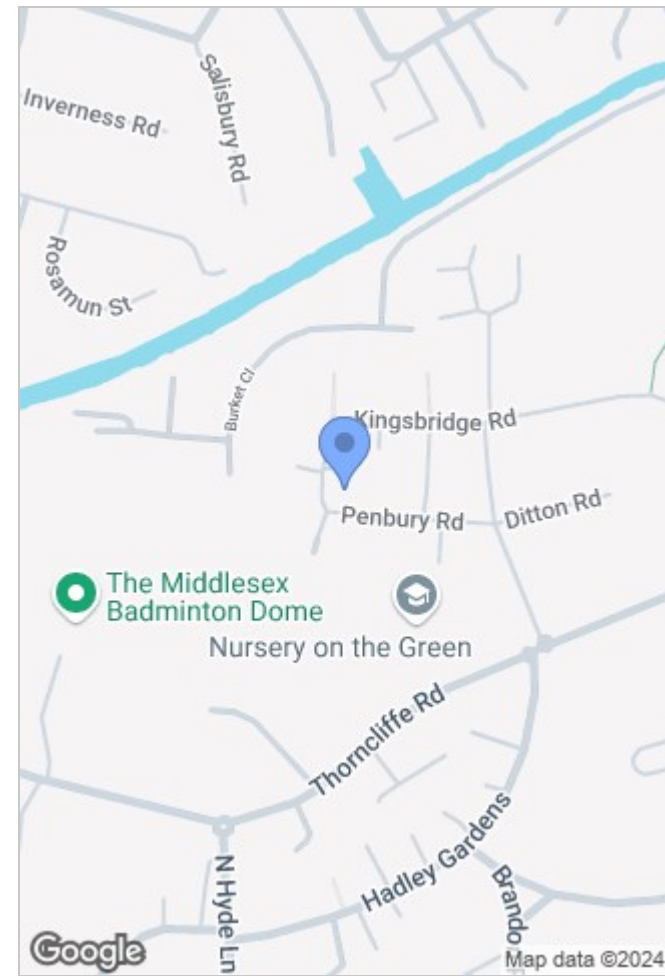 Salisbury Rd
Inverness Rd
Rosamun St
Burket Cl
Kingsbridge Rd
Penbury Rd
Ditton Rd
The Middlesex
Badminton Dome
Nursery on the Green
Thorncliffe Rd
Hadley Gardens
N Hyde Ln
Brando
Google
Map data ©2024